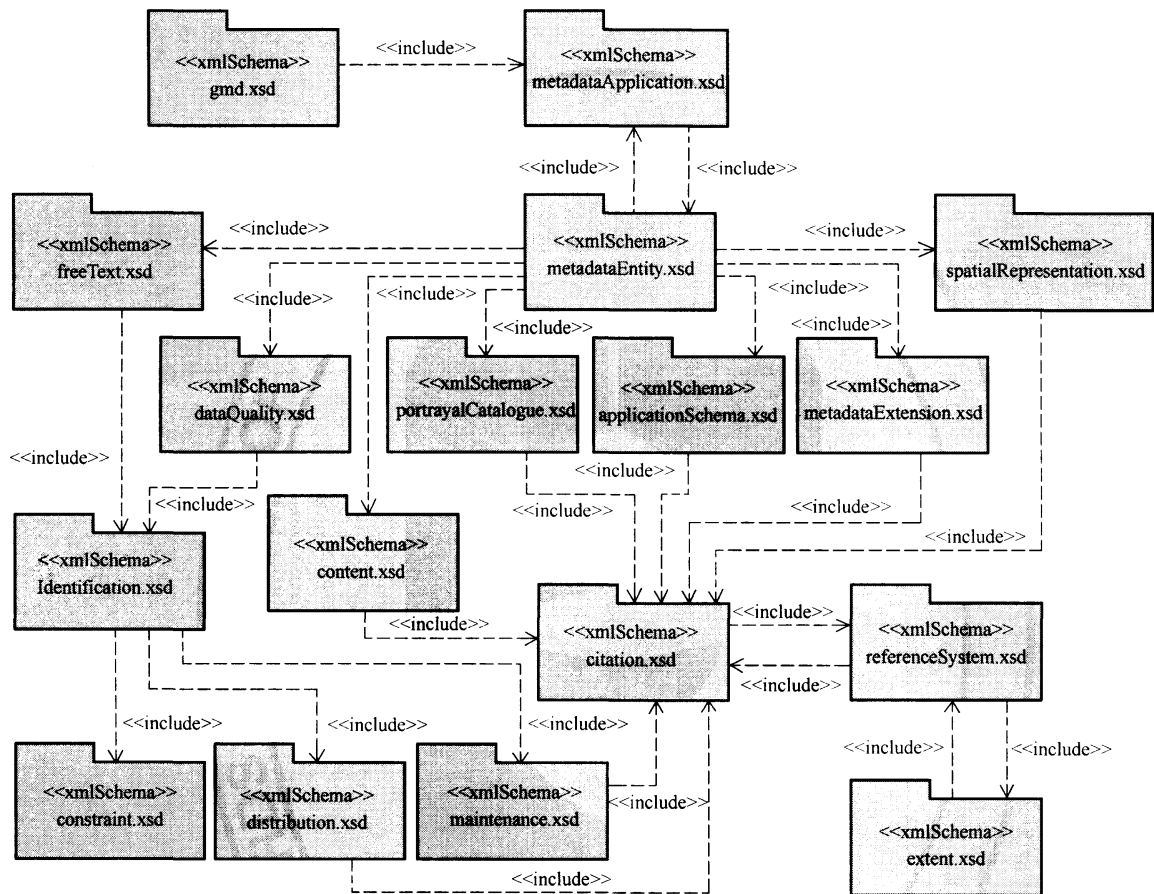 <<xmlSchema>>
gmd.xsd
<<include>>
<<xmlSchema>>
metadataApplication.xsd
<<include>>
<<include>>
<<xmlSchema>>
freeText.xsd
<<include>>
<<xmlSchema>>
metadataEntity.xsd
<<include>>
<<xmlSchema>>
spatialRepresentation.xsd
<<include>>
<<include>>
<<include>>
<<include>>
<<include>>
<<xmlSchema>>
dataQuality.xsd
<<xmlSchema>>
portrayalCatalogue.xsd
<<xmlSchema>>
applicationSchema.xsd
<<xmlSchema>>
metadataExtension.xsd
<<include>>
<<include>>
<<include>>
<<include>>
<<include>>
<<include>>
<<xmlSchema>>
Identification.xsd
<<xmlSchema>>
content.xsd
<<include>>
<<xmlSchema>>
citation.xsd
<<include>>
<<include>>
<<xmlSchema>>
referenceSystem.xsd
<<include>>
<<include>>
<<include>>
<<include>>
<<include>>
<<xmlSchema>>
constraint.xsd
<<xmlSchema>>
distribution.xsd
<<xmlSchema>>
maintenance.xsd
<<include>>
<<include>>
<<xmlSchema>>
extent.xsd